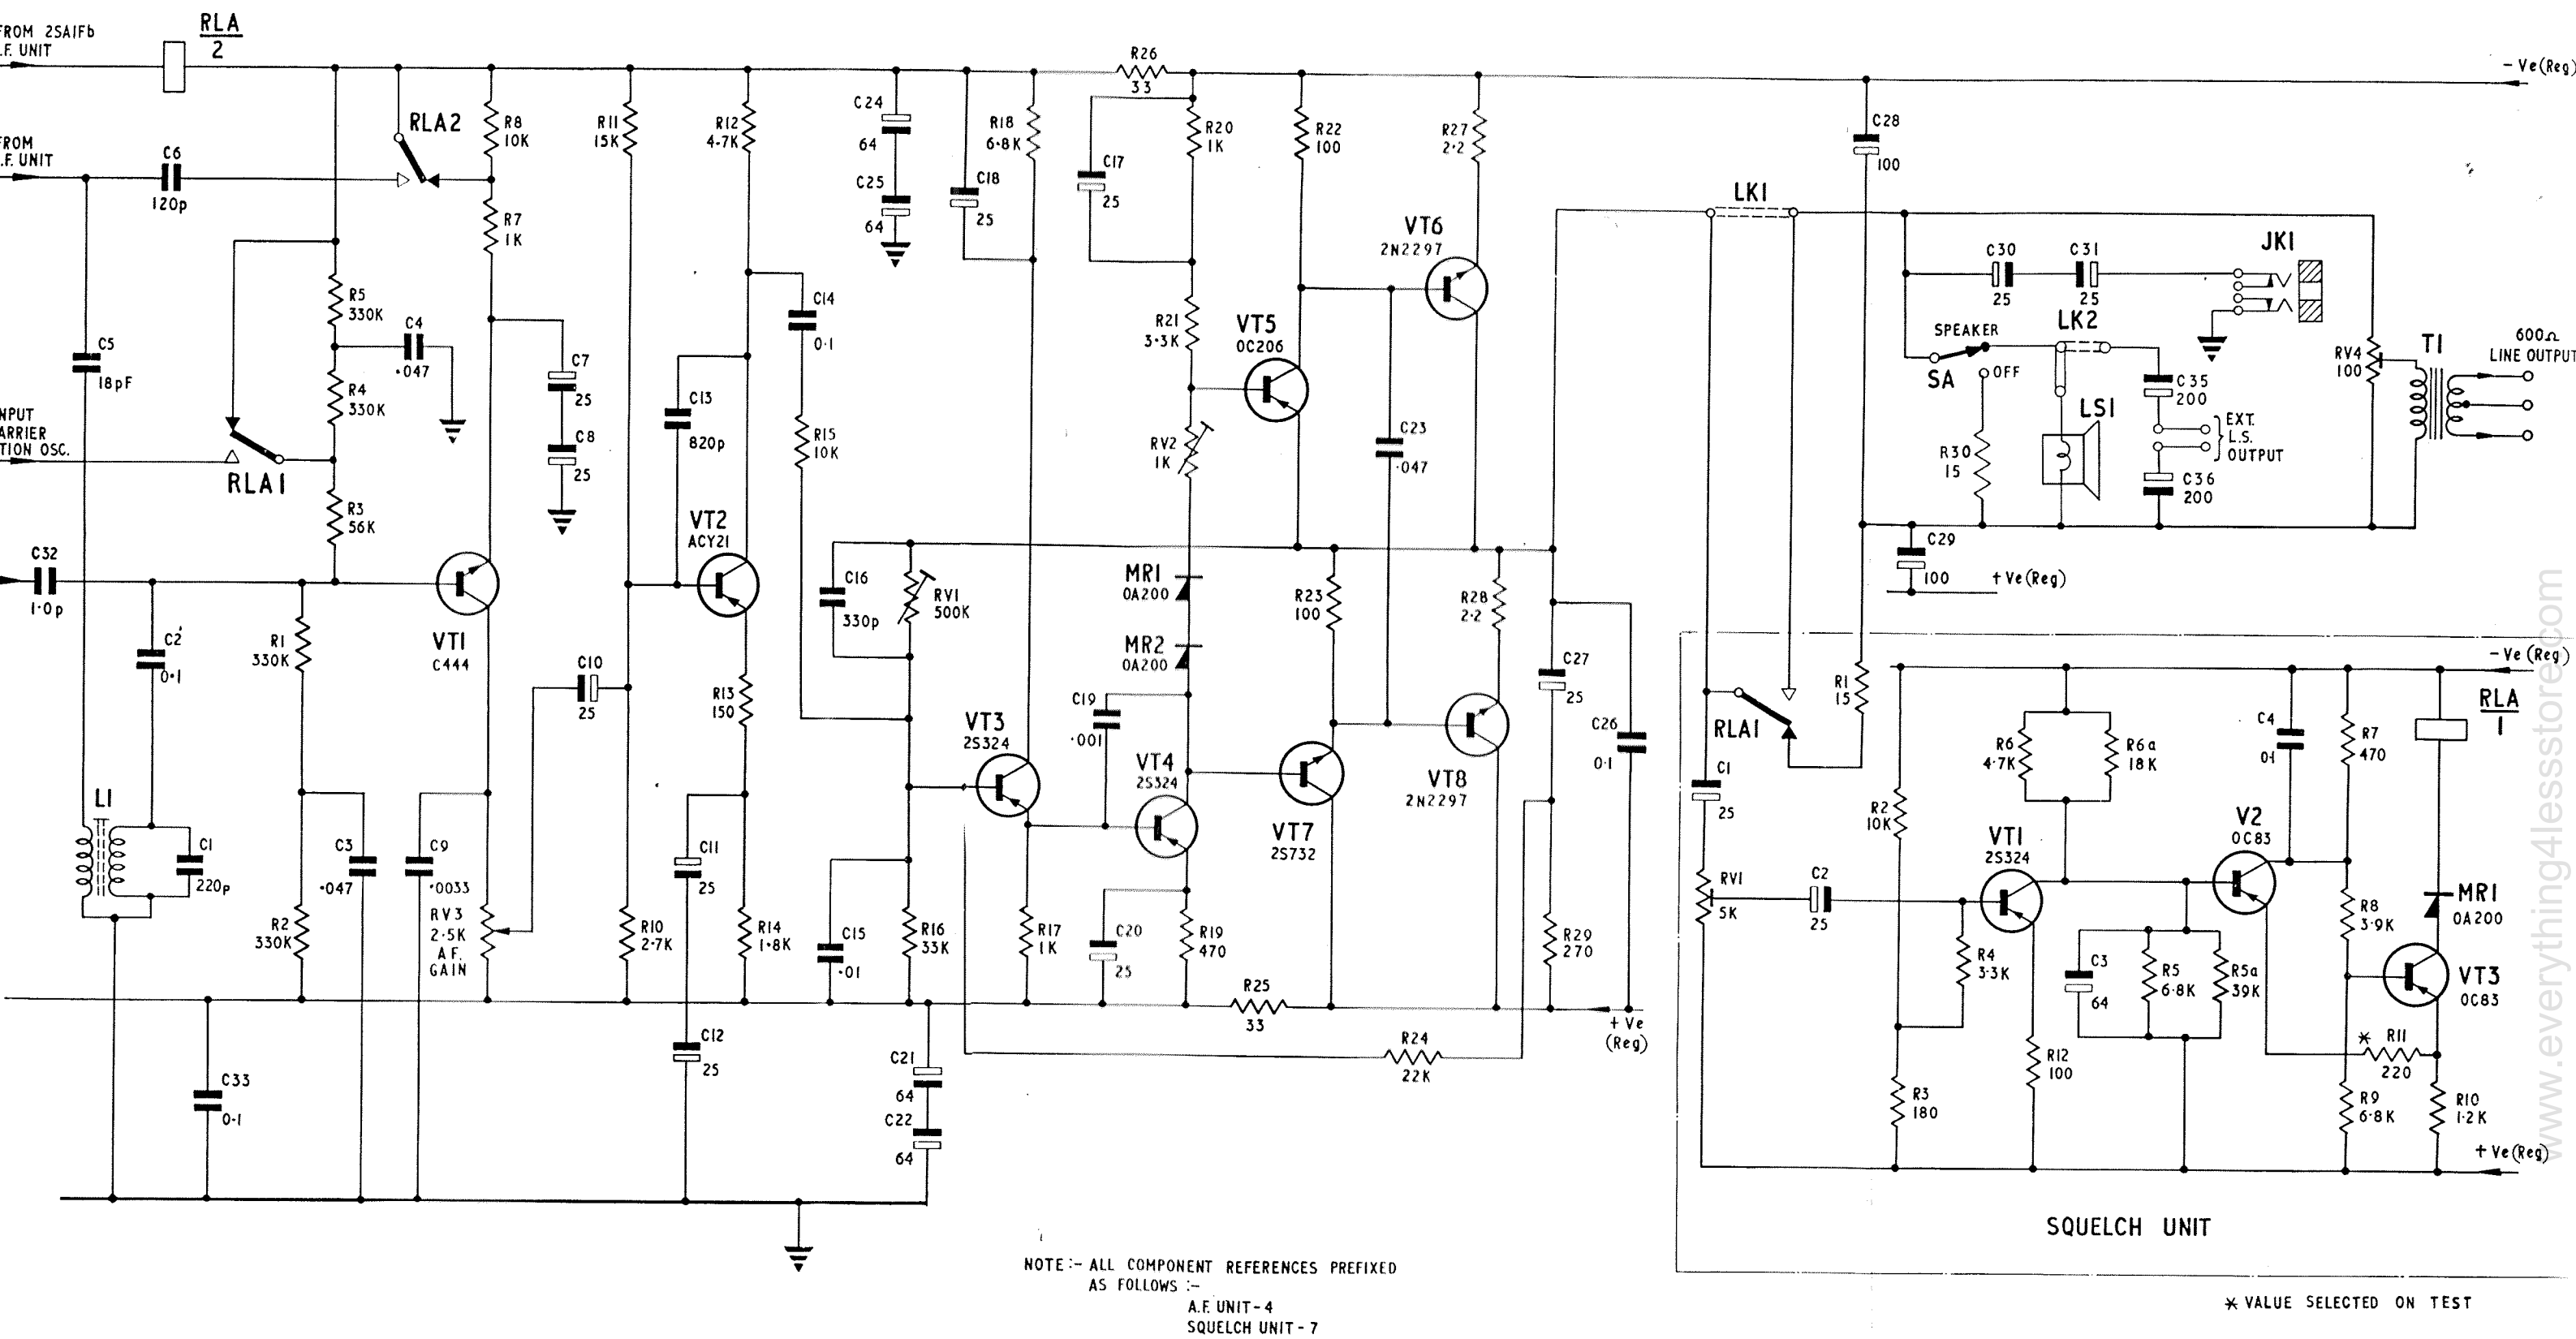 FROM 2SA1Fb
.F. UNIT
RLA
2
R26
33
-Ve(Reg)
FROM
.F. UNIT
C6
120p
RLA2
R8
10K
R11
15K
R12
4.7K
C24
64
C25
64
C18
25
R18
6.8K
C17
25
R20
1K
R22
100
R27
2.2
C28
100
LK1
R7
1K
VT6
2N2297
C30
25
C31
25
JK1
C5
18pF
R5
330K
C4
.047
R4
330K
C7
25
C8
25
C14
0.1
C13
820p
R15
10K
R21
3.3K
VT5
OC206
RV2
1K
C23
.047
SPEAKER
SA
OFF
LK2
R30
15
LS1
C35
200
EXT.
L.S.
OUTPUT
C36
200
RV4
100
T1
600Ω
LINE OUTPUT
NPUT
ARRIER
TION OSC.
RLA1
R3
56K
C32
1.0p
VT1
C444
VT2
ACY21
C16
330p
RV1
500K
MR1
OA200
MR2
OA200
R23
100
R28
2.2
C29
100
+Ve(Reg)
C2
0.1
R1
330K
C10
25
R13
150
VT3
2S324
C19
.001
VT4
2S324
VT7
2S732
VT8
2N2297
C27
25
C26
0.1
RLA1
R1
15
-Ve(Reg)
RLA
1
R6
4.7K
R6a
18K
C4
0.1
R7
470
L1
C1
220p
C3
.047
C9
.0033
RV3
2.5K
A.F.
GAIN
R2
330K
R10
2.7K
C11
25
R14
1.8K
C15
.01
R16
33K
R17
1K
C20
25
R19
470
R25
33
R29
270
+Ve
(Reg)
C1
25
RV1
5K
C2
25
R2
10K
VT1
2S324
V2
OC83
R4
3.3K
C3
64
R5
6.8K
R5a
39K
R8
3.9K
MR1
OA200
VT3
OC83
C33
0.1
C12
25
C21
64
C22
64
R24
22K
R3
180
R12
100
* R11
220
R9
6.8K
R10
1.2K
+Ve(Reg)
SQUELCH UNIT
NOTE:- ALL COMPONENT REFERENCES PREFIXED
AS FOLLOWS:-
A.F. UNIT-4
SQUELCH UNIT-7
* VALUE SELECTED ON TEST
www.everything4lessstore.com